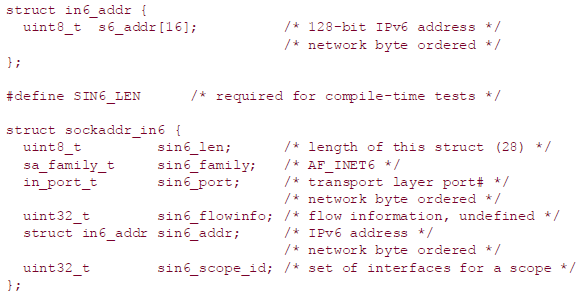 struct in6_addr {
  uint8_t  s6_addr[16];          /* 128-bit IPv6 address */
                                 /* network byte ordered */
};

#define SIN6_LEN      /* required for compile-time tests */

struct sockaddr_in6 {
  uint8_t         sin6_len;      /* length of this struct (28) */
  sa_family_t     sin6_family;   /* AF_INET6 */
  in_port_t       sin6_port;     /* transport layer port# */
                                 /* network byte ordered */
  uint32_t        sin6_flowinfo; /* flow information, undefined */
  struct in6_addr sin6_addr;     /* IPv6 address */
                                 /* network byte ordered */
  uint32_t        sin6_scope_id; /* set of interfaces for a scope */
};